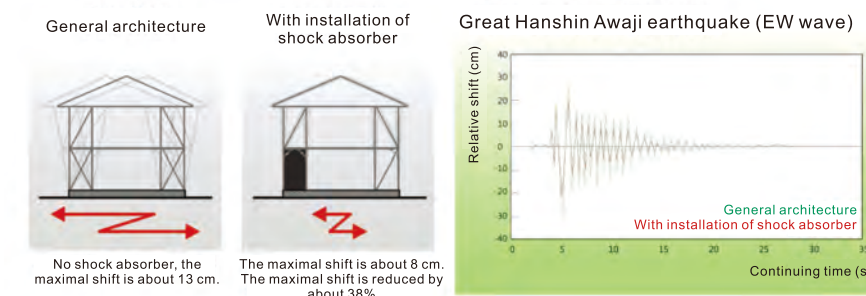 General architecture
With installation of
shock absorber
No shock absorber, the
maximal shift is about 13 cm.
The maximal shift is about 8 cm.
The maximal shift is reduced by
about 38%
Great Hanshin Awaji earthquake (EW wave)
Relative shift (cm)
40
30
20
10
0
-10
-20
-30
-40
0
5
10
15
20
25
30
35
General architecture
With installation of shock absorber
Continuing time (s